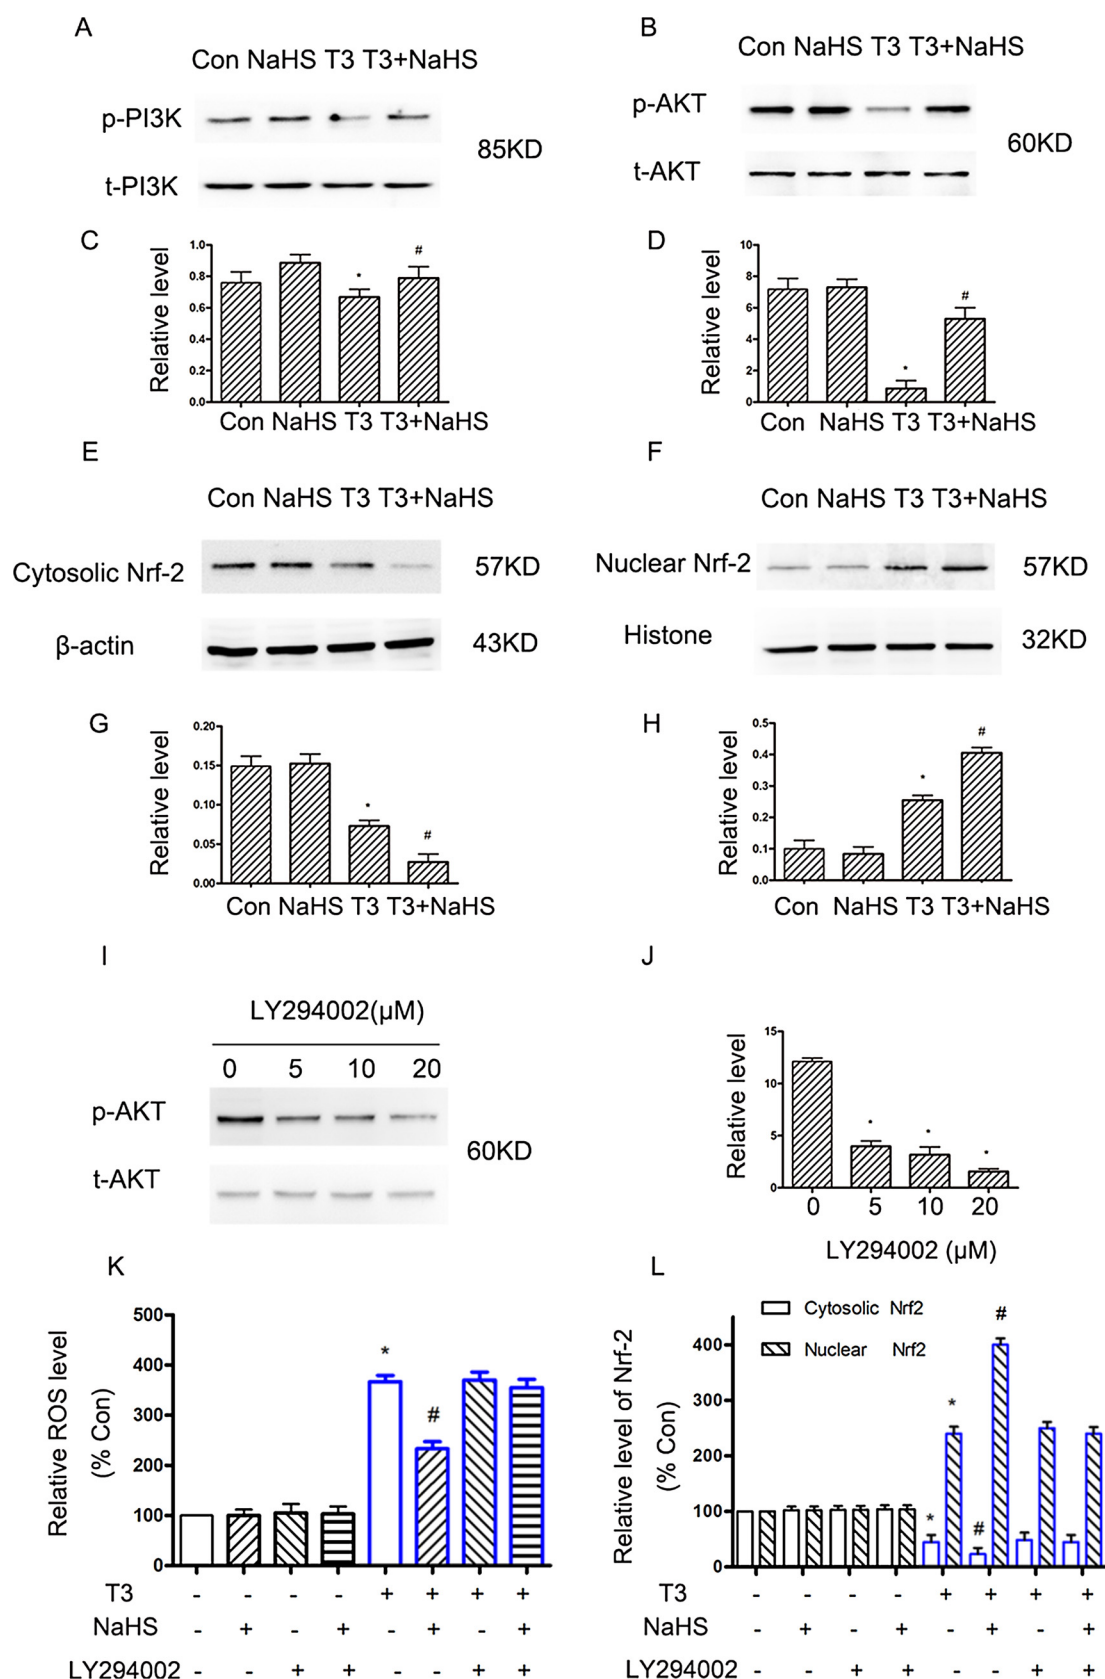 A
Con NaHS T3 T3+NaHS
p-PI3K
85KD
t-PI3K
B
Con NaHS T3 T3+NaHS
p-AKT
60KD
t-AKT
C
Relative level
1.0
0.8
0.6
0.4
0.2
0.0
*
#
Con NaHS T3 T3+NaHS
D
Relative level
10
8
6
4
2
0
*
#
Con NaHS T3 T3+NaHS
E
Con NaHS T3 T3+NaHS
Cytosolic Nrf-2
57KD
β-actin
43KD
F
Con NaHS T3 T3+NaHS
Nuclear Nrf-2
57KD
Histone
32KD
G
Relative level
0.20
0.15
0.10
0.05
0.00
*
#
Con NaHS T3 T3+NaHS
H
Relative level
0.5
0.4
0.3
0.2
0.1
0.0
*
#
Con NaHS T3 T3+NaHS
I
LY294002(μM)
0 5 10 20
p-AKT
60KD
t-AKT
J
Relative level
15
10
5
0
* * *
0 5 10 20
LY294002 (μM)
K
Relative ROS level
(% Con)
500
400
300
200
100
0
*
#
T3 - - - - + + + +
NaHS - + - + - + - +
LY294002 - - + + - - + +
L
Cytosolic Nrf2
Nuclear Nrf2
Relative level of Nrf-2
(% Con)
400
300
200
100
0
* *
# #
T3 - - - - + + + +
NaHS - + - + - + - +
LY294002 - - + + - - + +